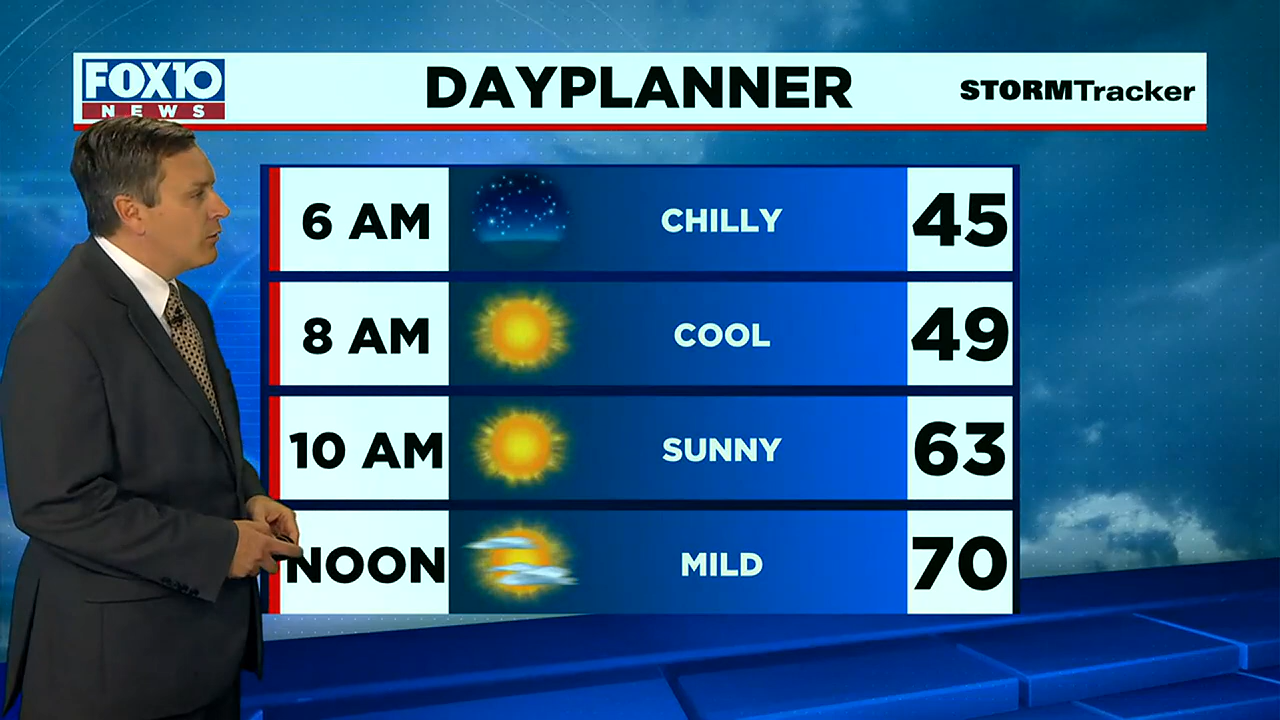 FOX10
NEWS
DAYPLANNER
STORMTracker
6 AM CHILLY 45
8 AM COOL 49
10 AM SUNNY 63
NOON MILD 70
FOX10